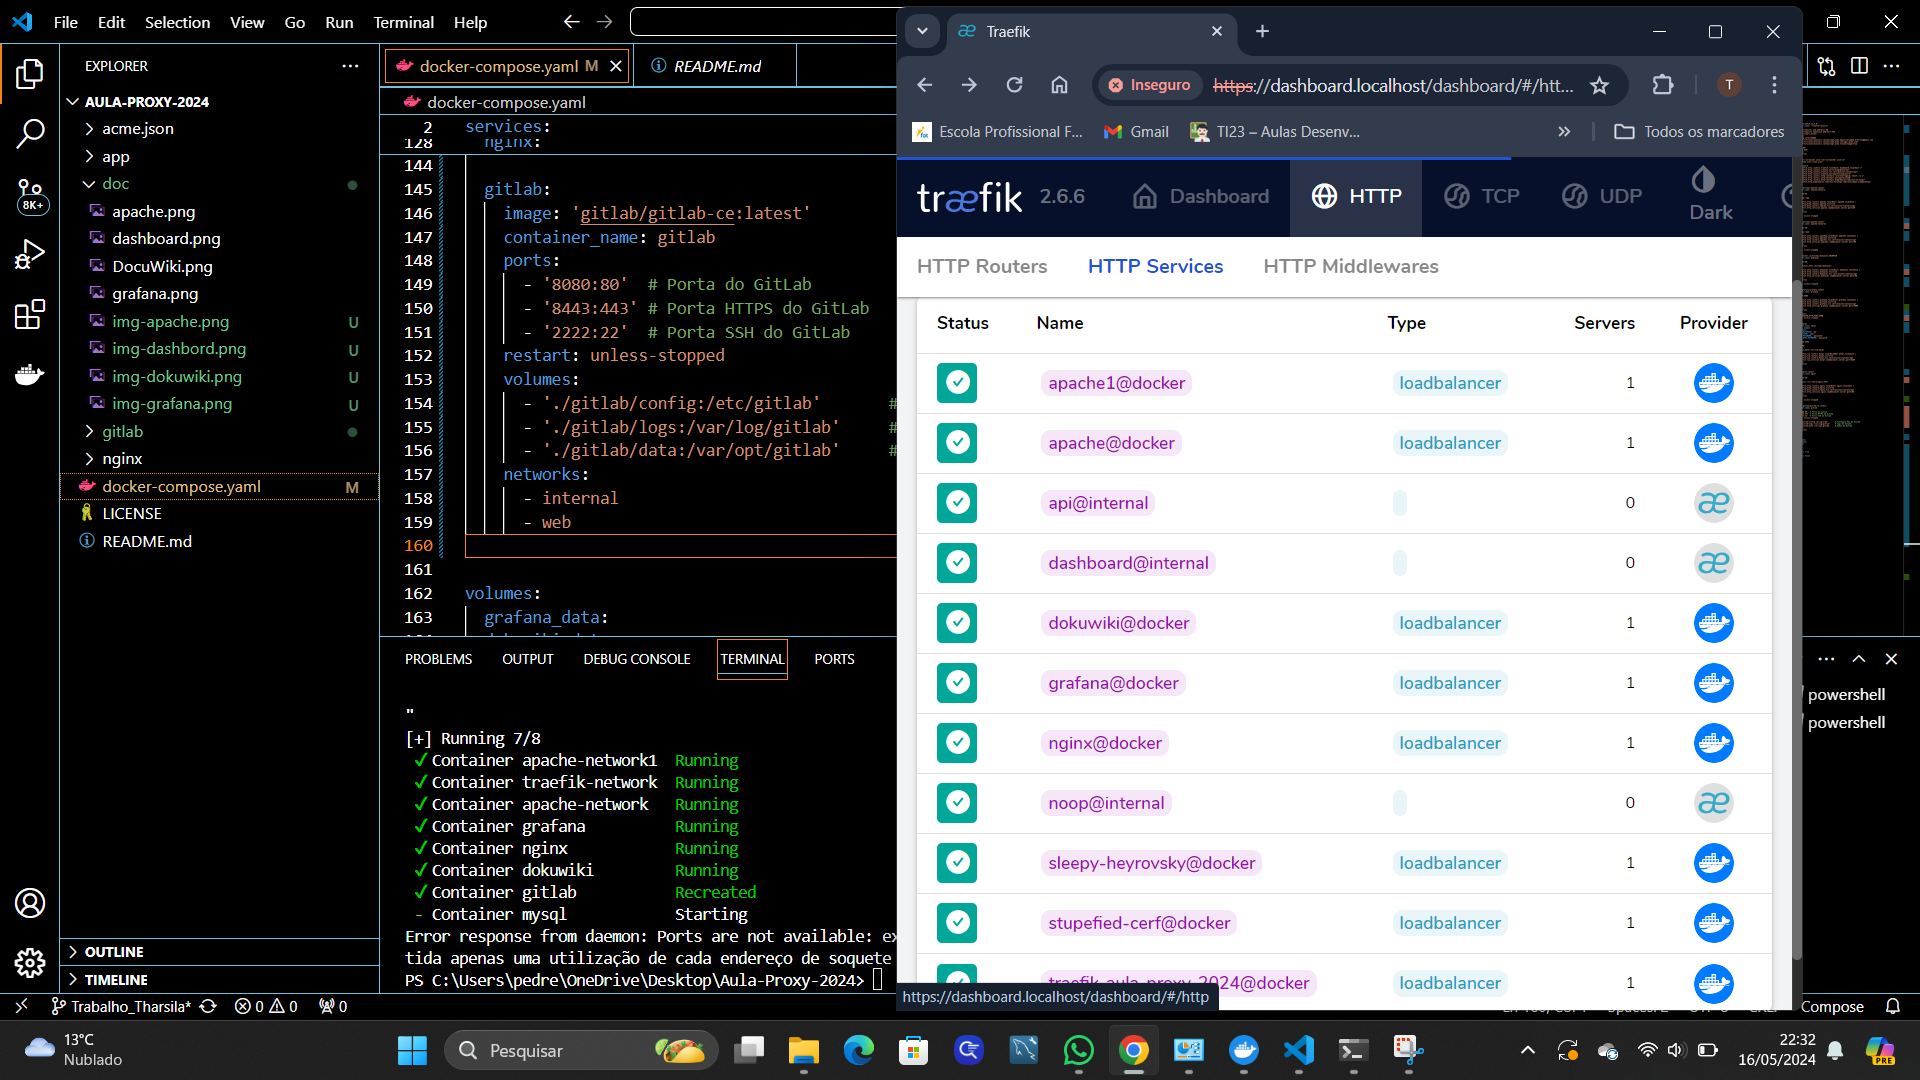 File Edit Selection View Go Run Terminal Help
EXPLORER
AULA-PROXY-2024
acme.json
app
doc
apache.png
dashboard.png
DocuWiki.png
grafana.png
img-apache.png U
img-dashbord.png U
img-dokuwiki.png U
img-grafana.png U
gitlab
nginx
docker-compose.yaml M
LICENSE
README.md
OUTLINE
TIMELINE
8K+
docker-compose.yaml M
README.md
docker-compose.yaml
2 services:
128 nginx:
144
145 gitlab:
146 image: 'gitlab/gitlab-ce:latest'
147 container_name: gitlab
148 ports:
149 - '8080:80' # Porta do GitLab
150 - '8443:443' # Porta HTTPS do GitLab
151 - '2222:22' # Porta SSH do GitLab
152 restart: unless-stopped
153 volumes:
154 - './gitlab/config:/etc/gitlab' #
155 - './gitlab/logs:/var/log/gitlab' #
156 - './gitlab/data:/var/opt/gitlab' #
157 networks:
158 - internal
159 - web
160
161
162 volumes:
163 grafana_data:
PROBLEMS OUTPUT DEBUG CONSOLE TERMINAL PORTS
"
[+] Running 7/8
✓ Container apache-network1 Running
✓ Container traefik-network Running
✓ Container apache-network Running
✓ Container grafana Running
✓ Container nginx Running
✓ Container dokuwiki Running
✓ Container gitlab Recreated
- Container mysql Starting
Error response from daemon: Ports are not available: ex
tida apenas uma utilização de cada endereço de soquete
PS C:\Users\pedre\OneDrive\Desktop\Aula-Proxy-2024>
powershell
powershell
Traefik
Inseguro https://dashboard.localhost/dashboard/#/htt...
T
Escola Profissional F... Gmail TI23 – Aulas Desenv... » Todos os marcadores
træfik 2.6.6 Dashboard HTTP TCP UDP Dark
HTTP Routers HTTP Services HTTP Middlewares
Status Name Type Servers Provider
apache1@docker loadbalancer 1
apache@docker loadbalancer 1
api@internal 0
dashboard@internal 0
dokuwiki@docker loadbalancer 1
grafana@docker loadbalancer 1
nginx@docker loadbalancer 1
noop@internal 0
sleepy-heyrovsky@docker loadbalancer 1
stupefied-cerf@docker loadbalancer 1
traefik-aula-proxy-2024@docker loadbalancer 1
https://dashboard.localhost/dashboard/#/http
Trabalho_Tharsila* 0 0 0
Compose
13°C
Nublado
Pesquisar
22:32
16/05/2024
PRE